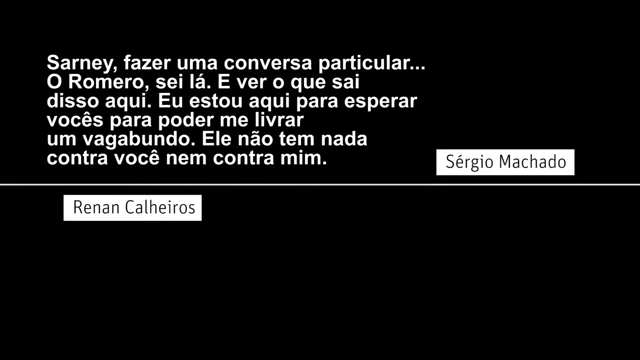 Sarney, fazer uma conversa particular...
O Romero, sei lá. E ver o que sai
disso aqui. Eu estou aqui para esperar
vocês para poder me livrar
um vagabundo. Ele não tem nada
contra você nem contra mim.
Sérgio Machado
Renan Calheiros